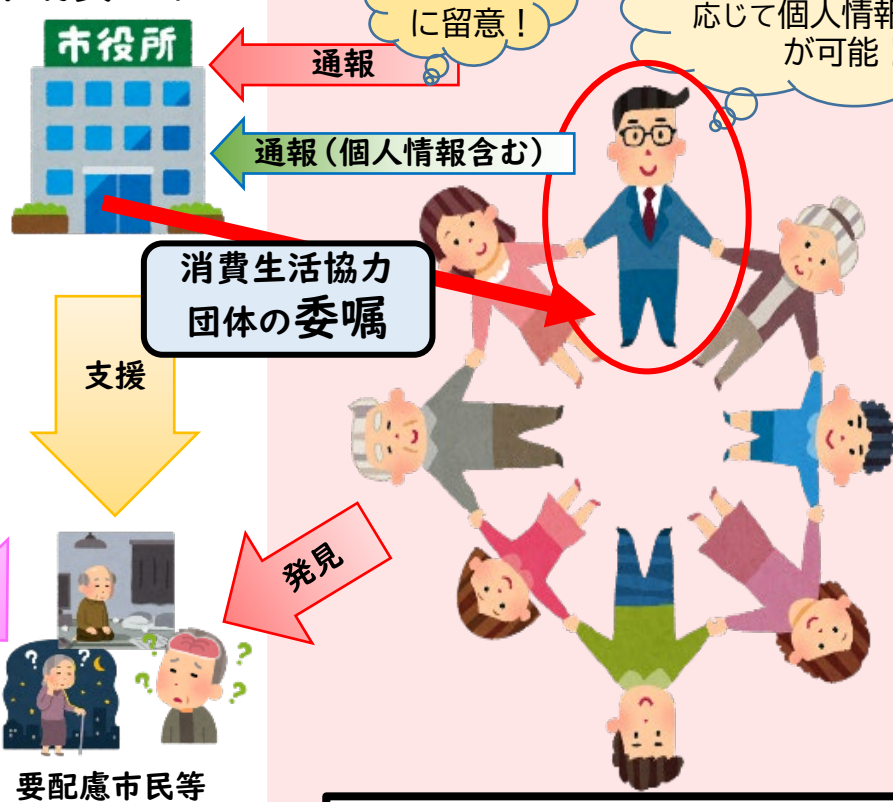 に留意！
応じて個人情報
が可能
市役所
通報
通報（個人情報含む）
消費生活協力
団体の委嘱
支援
発見
要配慮市民等